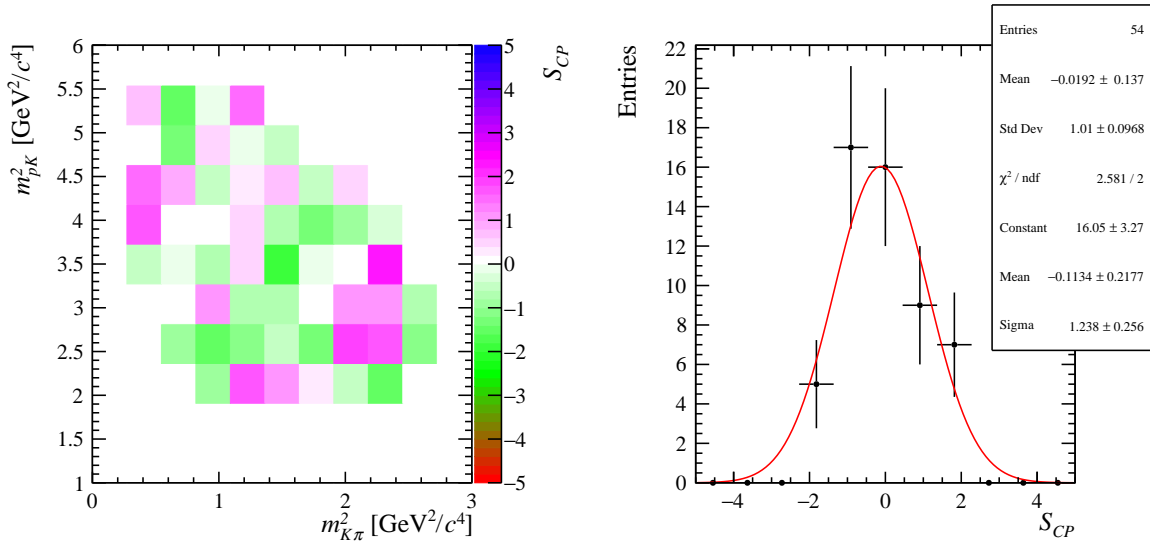 m²_pK [GeV²/c⁴]
6
5.5
5
4.5
4
3.5
3
2.5
2
1.5
1
0 1 2 3
m²_Kπ [GeV²/c⁴]
S_CP
5
4
3
2
1
0
−1
−2
−3
−4
−5
Entries
22
20
18
16
14
12
10
8
6
4
2
0
−4 −2 0 2 4
S_CP
Entries 54
Mean −0.0192 ± 0.137
Std Dev 1.01 ± 0.0968
χ² / ndf 2.581 / 2
Constant 16.05 ± 3.27
Mean −0.1134 ± 0.2177
Sigma 1.238 ± 0.256